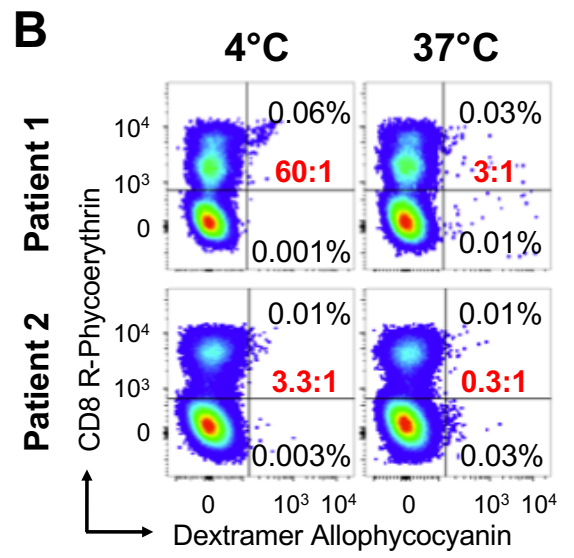 B
4°C 37°C
Patient 1
Patient 2
CD8 R-Phycoerythrin
10⁴
10³
0
0.06%
60:1
0.001%
0.03%
3:1
0.01%
10⁴
10³
0
0.01%
3.3:1
0.003%
0.01%
0.3:1
0.03%
0 10³ 10⁴ 0 10³ 10⁴
Dextramer Allophycocyanin